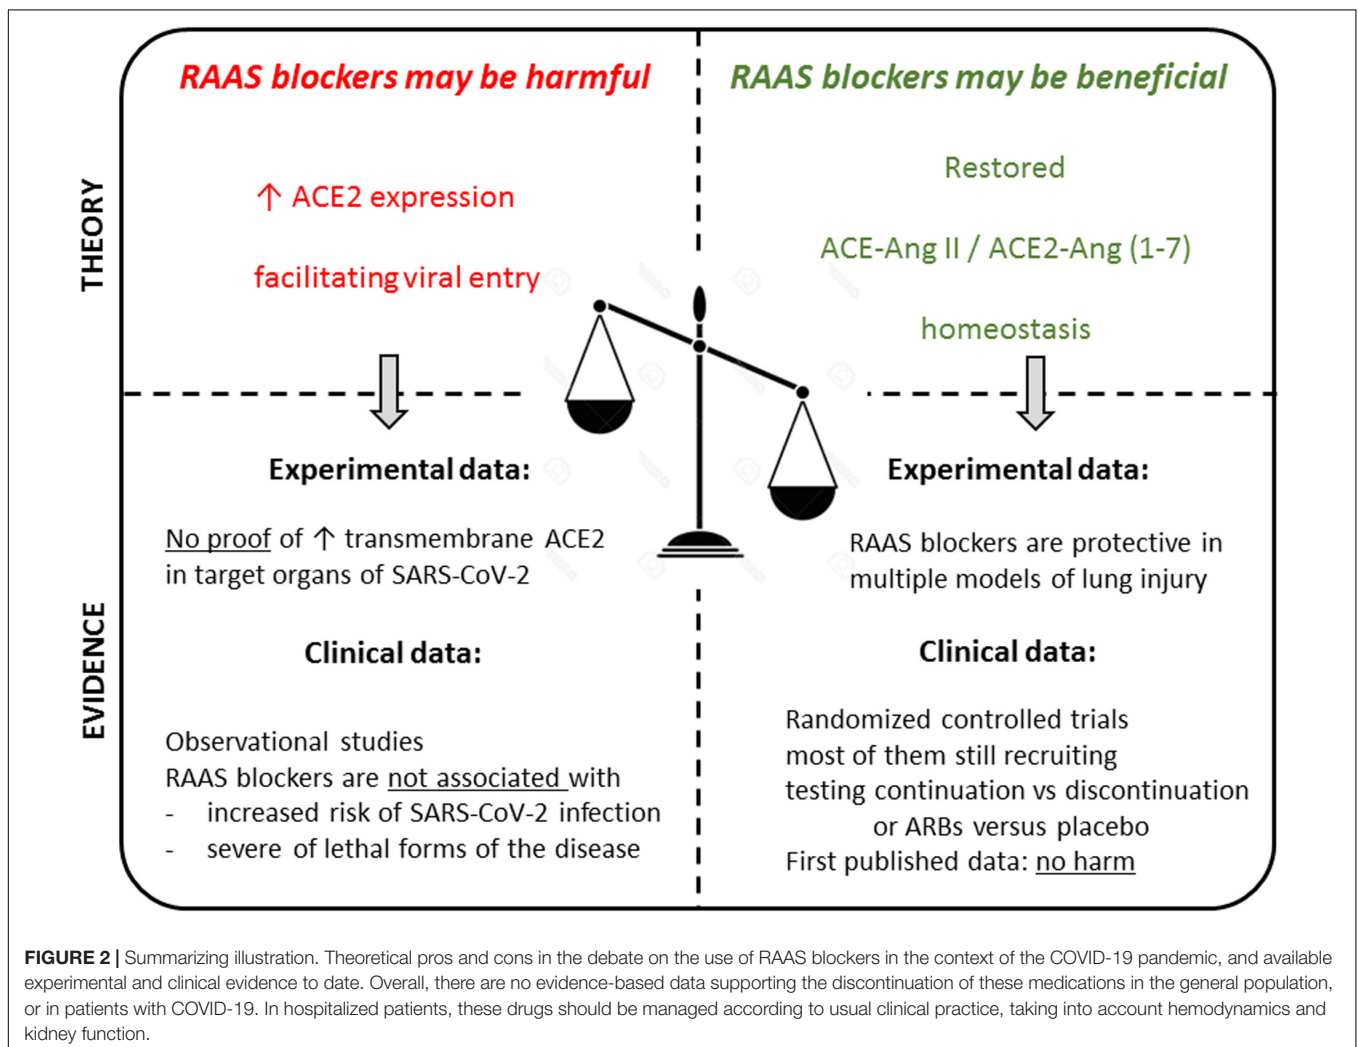 RAAS blockers may be harmful
RAAS blockers may be beneficial
THEORY
↑ ACE2 expression
facilitating viral entry
Restored
ACE-Ang II / ACE2-Ang (1-7)
homeostasis
EVIDENCE
Experimental data:
No proof of ↑ transmembrane ACE2
in target organs of SARS-CoV-2
Clinical data:
Observational studies
RAAS blockers are not associated with
- increased risk of SARS-CoV-2 infection
- severe of lethal forms of the disease
Experimental data:
RAAS blockers are protective in
multiple models of lung injury
Clinical data:
Randomized controlled trials
most of them still recruiting
testing continuation vs discontinuation
or ARBs versus placebo
First published data: no harm
FIGURE 2 | Summarizing illustration. Theoretical pros and cons in the debate on the use of RAAS blockers in the context of the COVID-19 pandemic, and available
experimental and clinical evidence to date. Overall, there are no evidence-based data supporting the discontinuation of these medications in the general population,
or in patients with COVID-19. In hospitalized patients, these drugs should be managed according to usual clinical practice, taking into account hemodynamics and
kidney function.